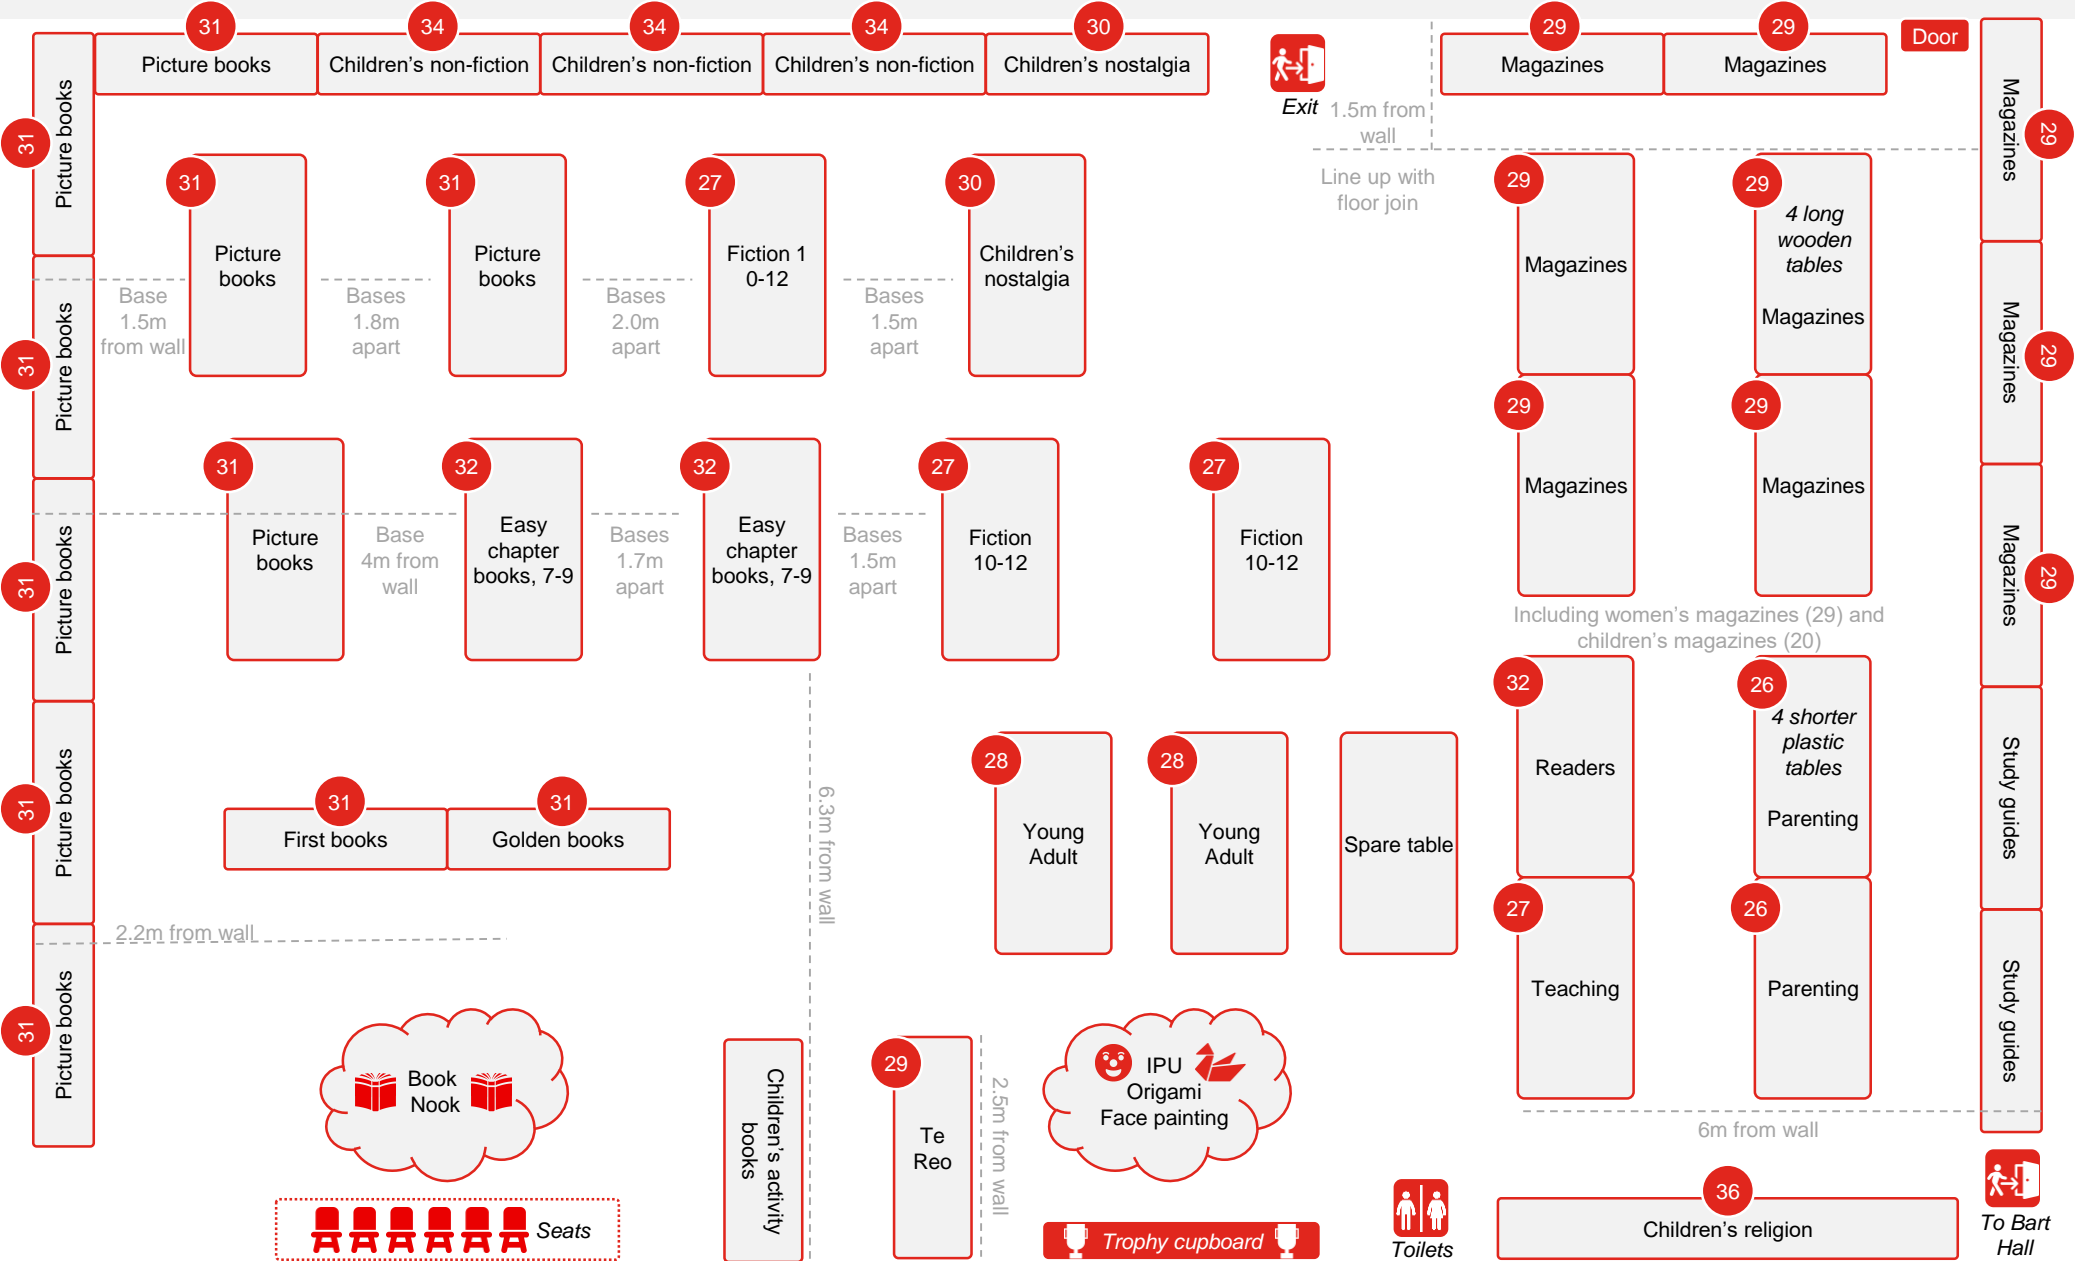 31
34
34
34
30
29
29
Door
Picture books
Children's non-fiction
Children's non-fiction
Children's non-fiction
Children's nostalgia
Magazines
Magazines
Exit
1.5m from
wall
Line up with
floor join
31
Picture books
31
Picture books
31
Picture books
31
Picture books
31
Picture books
31
Picture
books
31
Picture
books
27
Fiction 1
0-12
30
Children's
nostalgia
Base
1.5m
from wall
Bases
1.8m
apart
Bases
2.0m
apart
Bases
1.5m
apart
29
Magazines
29
4 long
wooden
tables
Magazines
29
Magazines
29
Magazines
Including women's magazines (29) and
children's magazines (20)
Magazines
29
Magazines
29
Magazines
29
Study guides
Study guides
31
Picture
books
Base
4m from
wall
32
Easy
chapter
books, 7-9
Bases
1.7m
apart
32
Easy
chapter
books, 7-9
Bases
1.5m
apart
27
Fiction
10-12
27
Fiction
10-12
32
Readers
26
4 shorter
plastic
tables
Parenting
27
Teaching
26
Parenting
6m from wall
31
First books
31
Golden books
2.2m from wall
6.3m from wall
28
Young
Adult
28
Young
Adult
Spare table
Book
Nook
Seats
Children's activity
books
29
Te
Reo
2.5m from wall
IPU
Origami
Face painting
Trophy cupboard
Toilets
36
Children's religion
To Bart
Hall